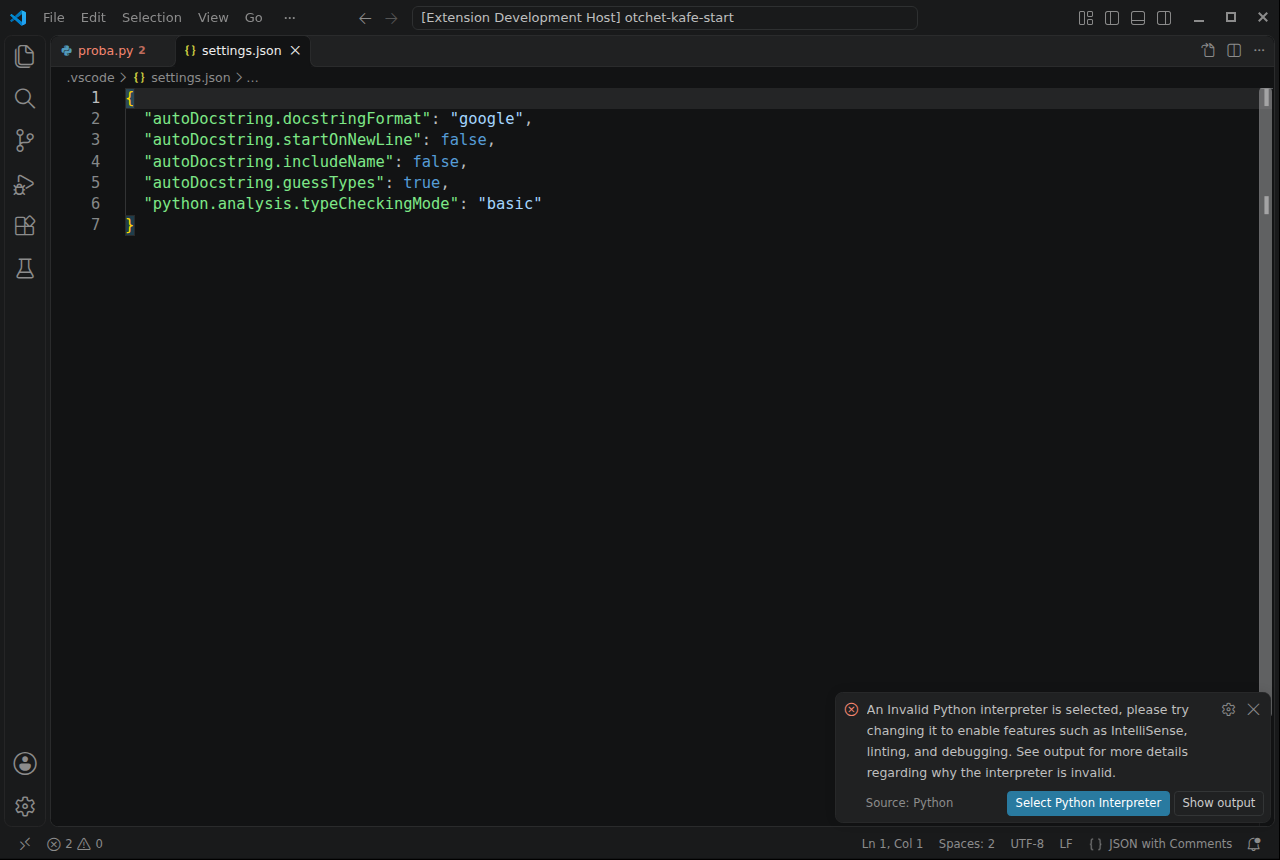 File Edit Selection View Go ···
[Extension Development Host] otchet-kafe-start
proba.py 2
settings.json
.vscode > settings.json > ...
1 {
2 "autoDocstring.docstringFormat": "google",
3 "autoDocstring.startOnNewLine": false,
4 "autoDocstring.includeName": false,
5 "autoDocstring.guessTypes": true,
6 "python.analysis.typeCheckingMode": "basic"
7 }
An Invalid Python interpreter is selected, please try
changing it to enable features such as IntelliSense,
linting, and debugging. See output for more details
regarding why the interpreter is invalid.
Source: Python
Select Python Interpreter
Show output
2 0
Ln 1, Col 1 Spaces: 2 UTF-8 LF { } JSON with Comments